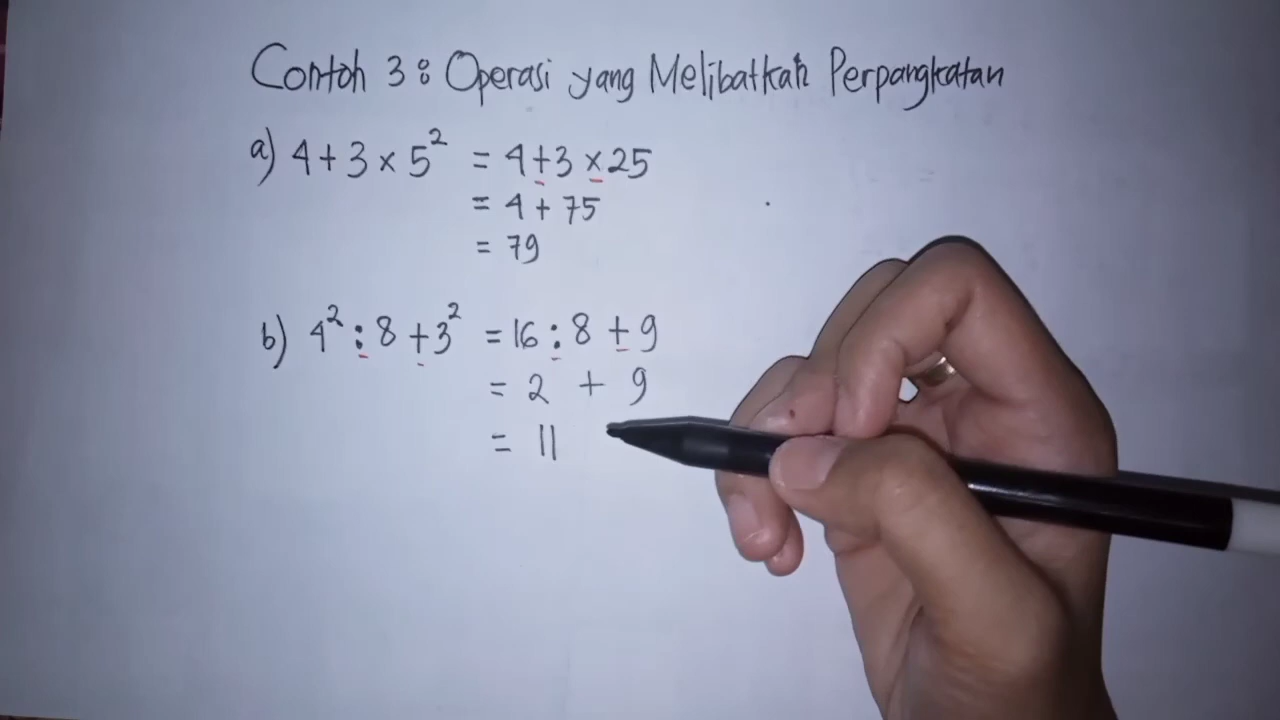 Contoh 3 : Operasi yang Melibatkan Perpangkatan
a) 4 + 3 × 5² = 4 + 3 × 25
= 4 + 75
= 79
b) 4² : 8 + 3² = 16 : 8 + 9
= 2 + 9
= 11